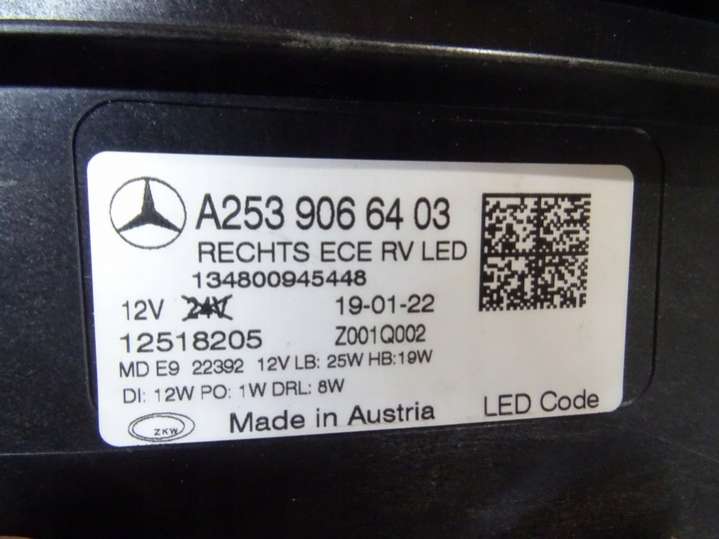 A253 906 64 03
RECHTS ECE RV LED
134800945448
12V 24V 19-01-22
12518205 Z001Q002
MD E9 22392 12V LB: 25W HB:19W
DI: 12W PO: 1W DRL: 8W
ZKW Made in Austria LED Code